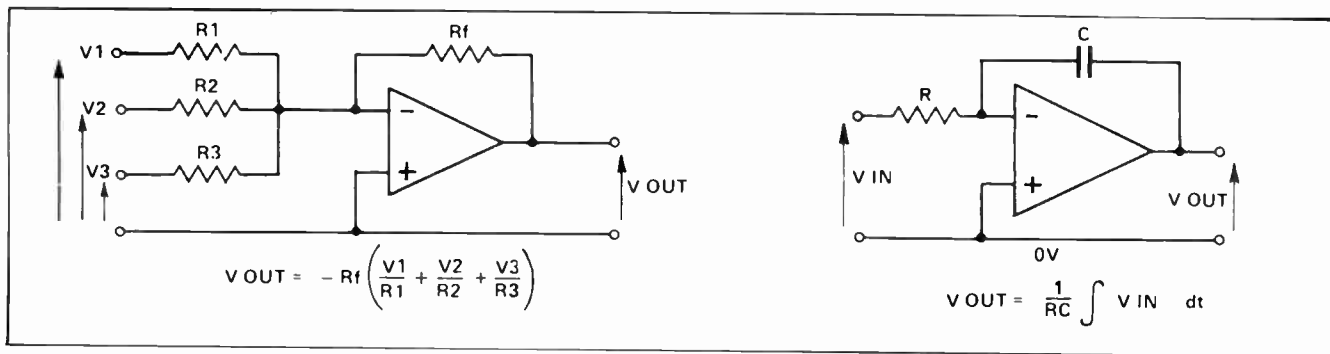 V1
R1
V2
R2
V3
R3
Rf
−
+
V OUT
V OUT = − Rf ( V1/R1 + V2/R2 + V3/R3 )
C
R
−
+
V IN
V OUT
0V
V OUT = 1/RC ∫ V IN dt